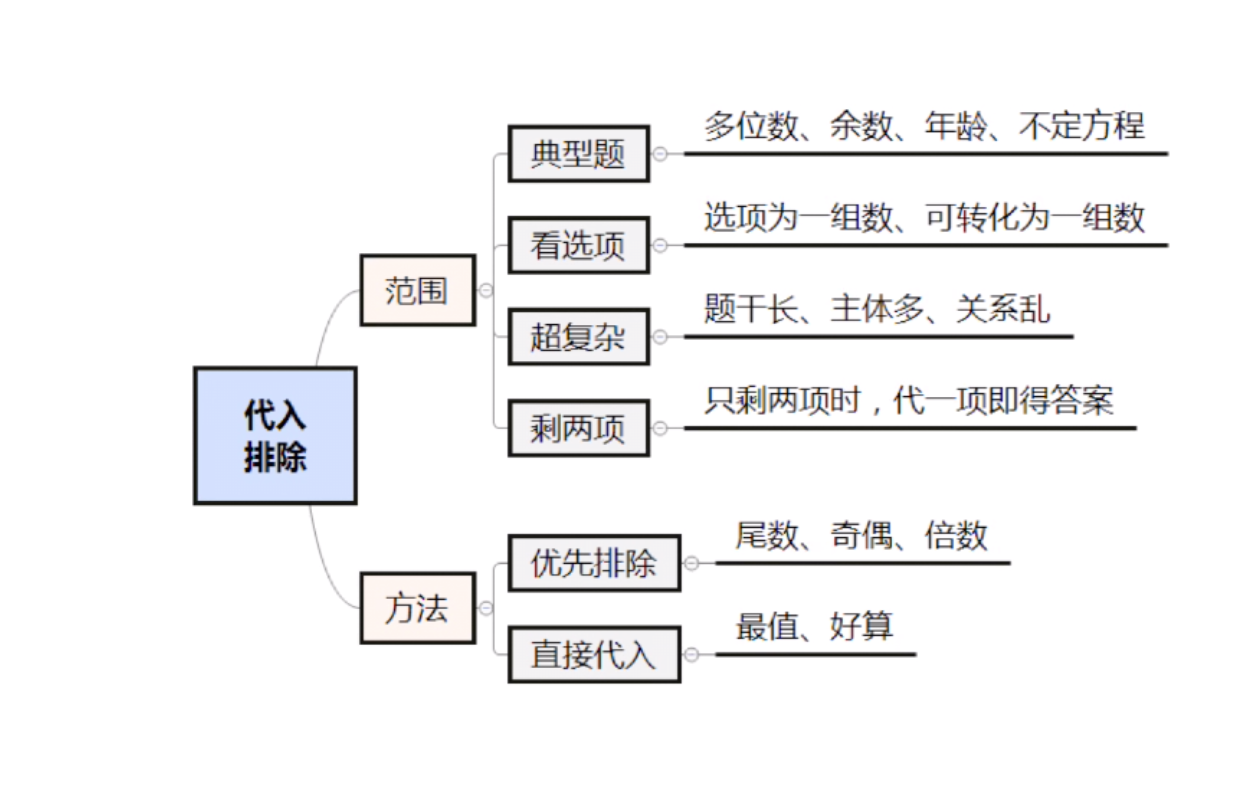 代入
排除
范围
典型题
多位数、余数、年龄、不定方程
看选项
选项为一组数、可转化为一组数
超复杂
题干长、主体多、关系乱
剩两项
只剩两项时，代一项即得答案
方法
优先排除
尾数、奇偶、倍数
直接代入
最值、好算